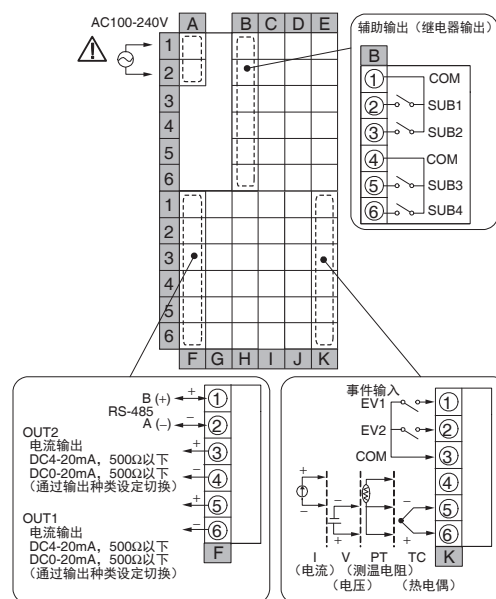 AC100-240V
A B C D E
1
2
3
4
5
6
1
2
3
4
5
6
F G H I J K
辅助输出（继电器输出）
B
① COM
② SUB1
③ SUB2
④ COM
⑤ SUB3
⑥ SUB4
B (+) + ①
RS-485
A (−) − ②
OUT2
+ ③
电流输出
DC4-20mA，500Ω以下
− ④
DC0-20mA，500Ω以下
（通过输出种类设定切换）
+ ⑤
OUT1
− ⑥
电流输出
DC4-20mA，500Ω以下
DC0-20mA，500Ω以下
（通过输出种类设定切换）
F
事件输入
EV1 ①
EV2 ②
COM ③
④
+ − − ⑤
− + + ⑥
I V PT TC K
（电流）（测温电阻）
（电压） （热电偶）